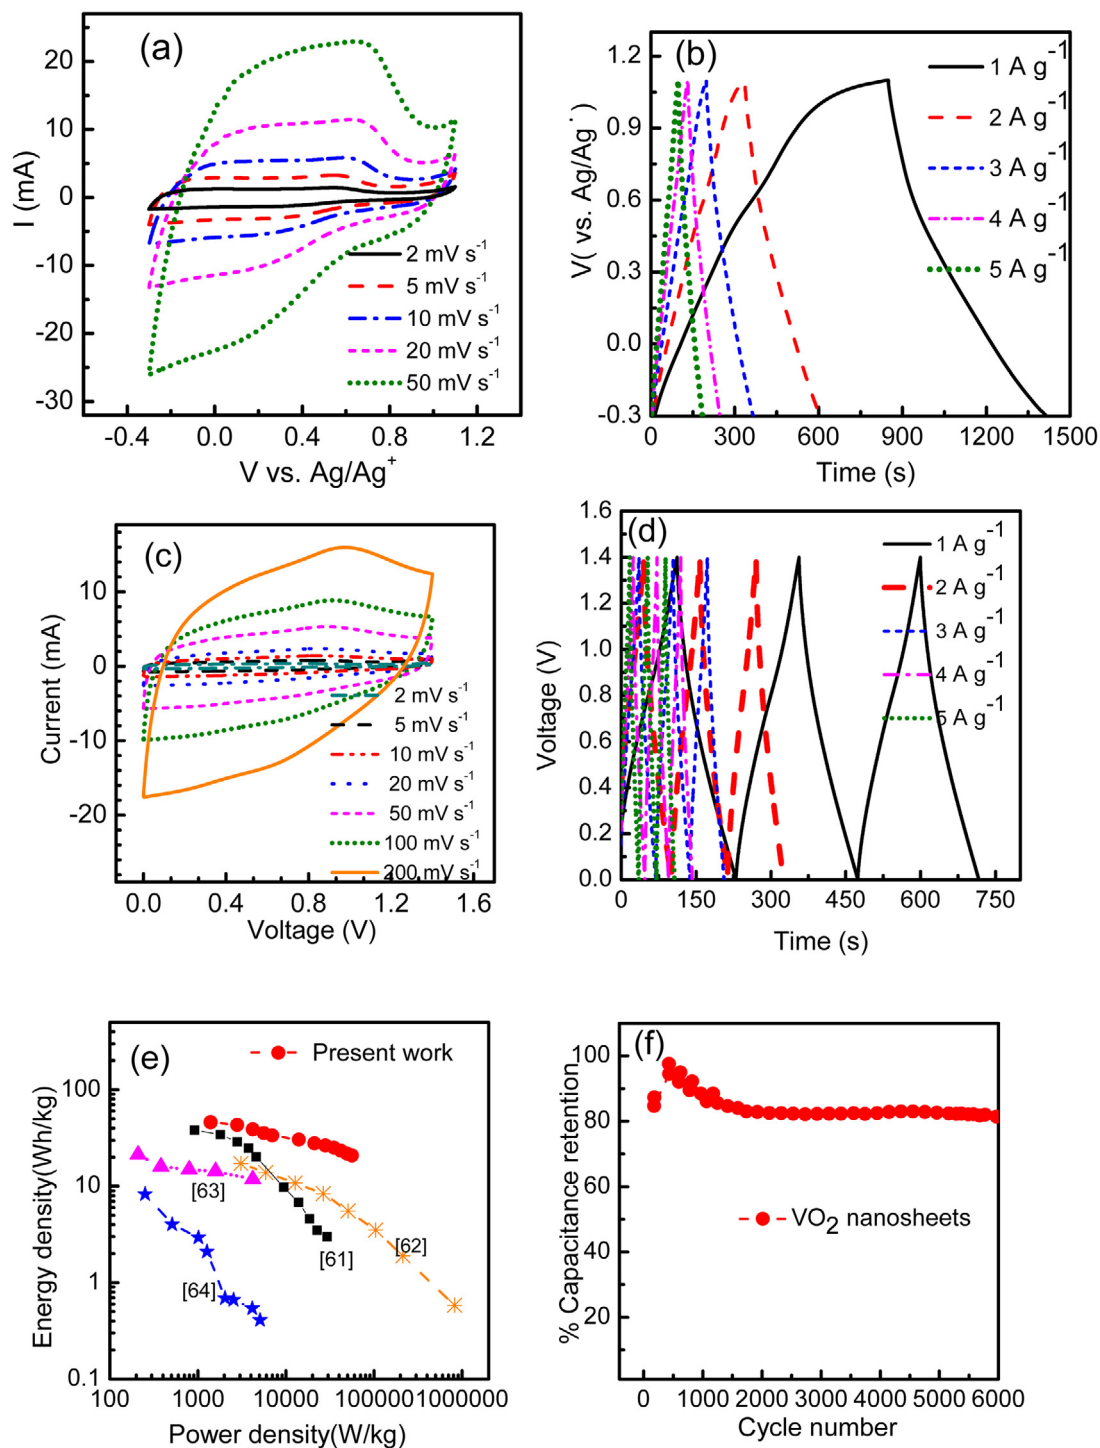 (a)
I (mA)
20
10
0
-10
-20
-30
2 mV s-1
5 mV s-1
10 mV s-1
20 mV s-1
50 mV s-1
-0.4
0.0
0.4
0.8
1.2
V vs. Ag/Ag+
(b)
V( vs. Ag/Ag+
1.1
0.9
0.6
0.3
0.0
-0.3
1 A g-1
2 A g-1
3 A g-1
4 A g-1
5 A g-1
0
300
600
900
1200
1500
Time (s)
(c)
Current (mA)
10
0
-10
-20
2 mV s-1
5 mV s-1
10 mV s-1
20 mV s-1
50 mV s-1
100 mV s-1
200 mV s-1
0.0
0.4
0.8
1.2
1.6
Voltage (V)
(d)
Voltage (V)
1.6
1.4
1.2
1.0
0.8
0.6
0.4
0.2
0.0
1 A g-1
2 A g-1
3 A g-1
4 A g-1
5 A g-1
0
150
300
450
600
750
Time (s)
(e)
Energy density(Wh/kg)
100
10
1
0.1
Present work
[63]
[64]
[61]
[62]
100
1000
10000
100000
1000000
Power density(W/kg)
(f)
% Capacitance retention
100
80
60
40
20
VO2 nanosheets
0
1000
2000
3000
4000
5000
6000
Cycle number